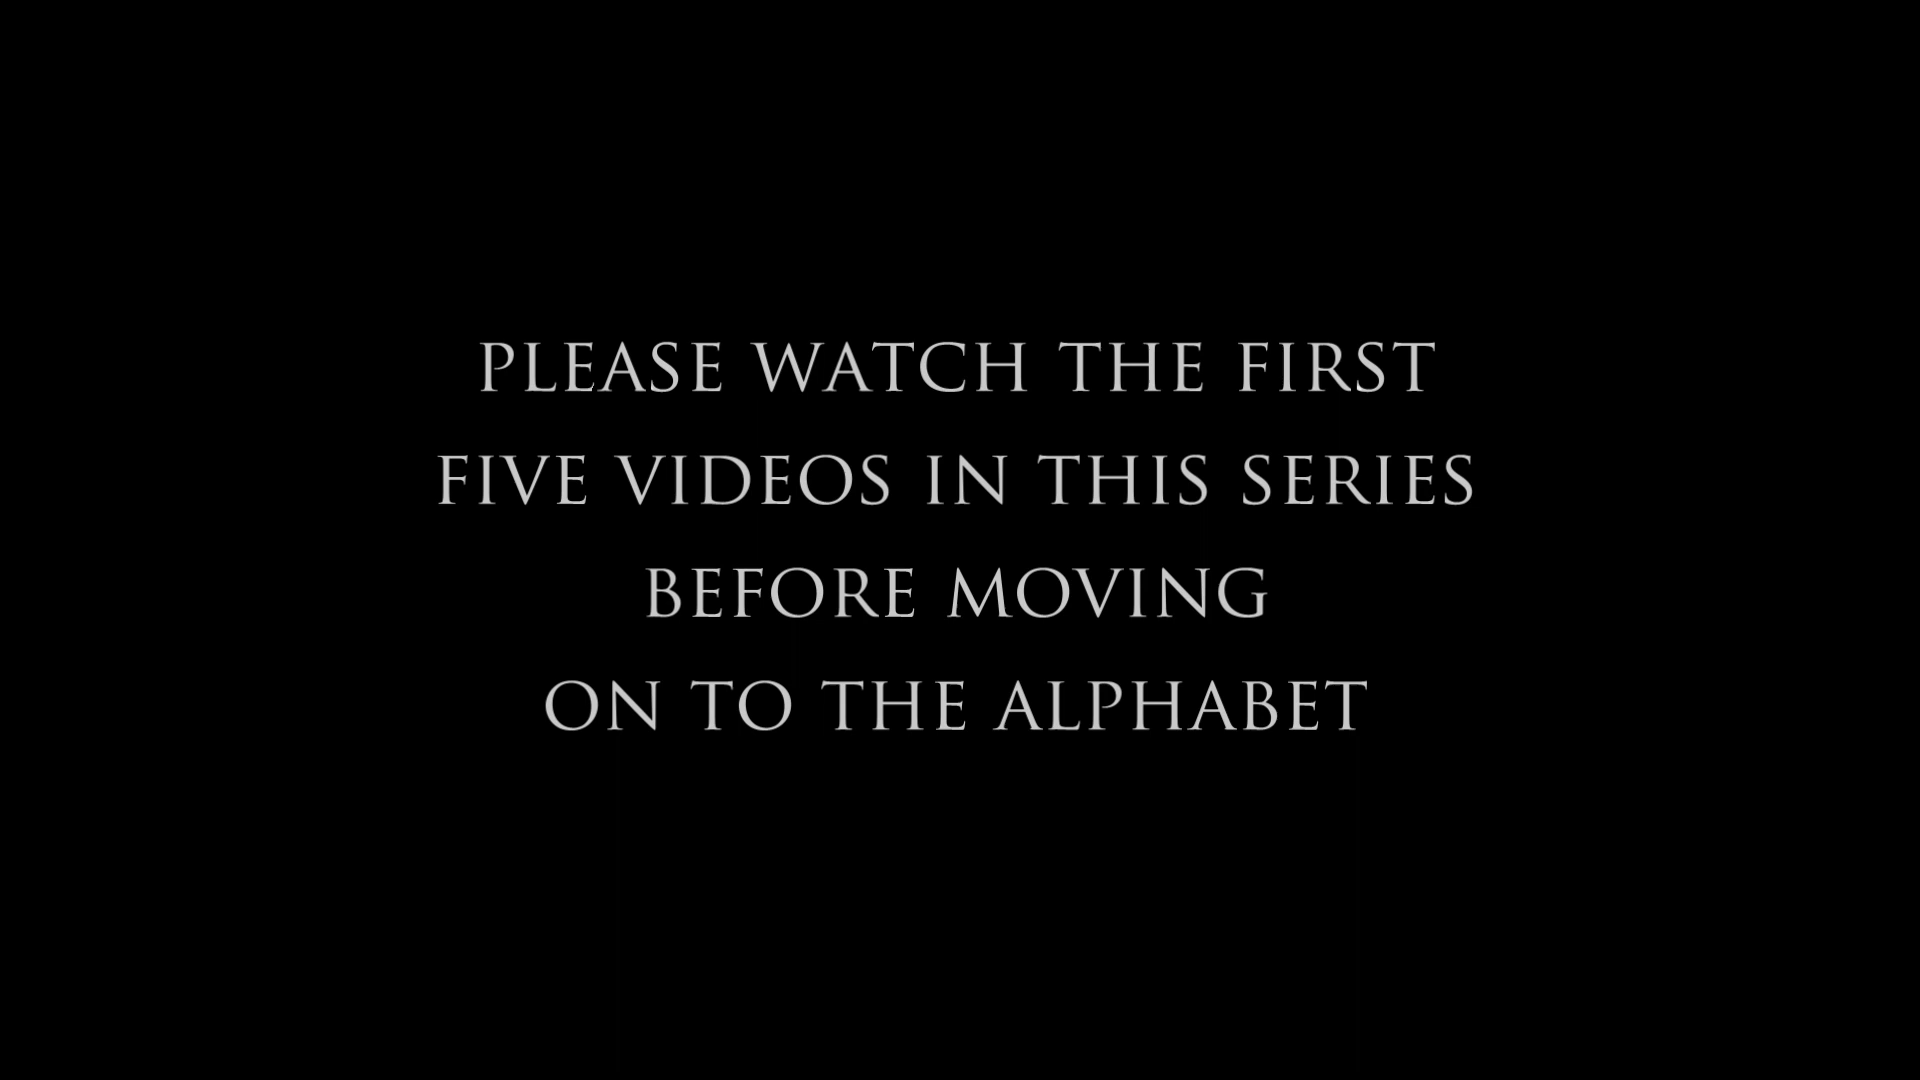 PLEASE WATCH THE FIRST
FIVE VIDEOS IN THIS SERIES
BEFORE MOVING
ON TO THE ALPHABET